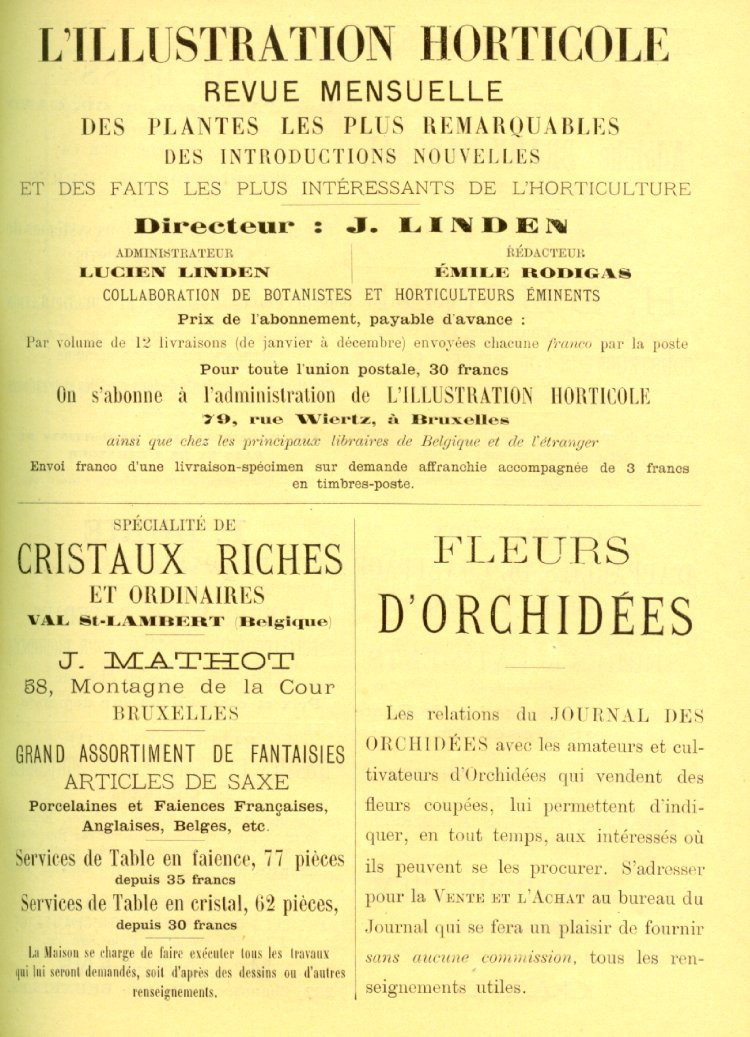 L'ILLUSTRATION HORTICOLE
REVUE MENSUELLE
DES PLANTES LES PLUS REMARQUABLES
DES INTRODUCTIONS NOUVELLES
ET DES FAITS LES PLUS INTÉRESSANTS DE L'HORTICULTURE
Directeur : J. LINDEN
ADMINISTRATEUR
LUCIEN LINDEN
RÉDACTEUR
ÉMILE RODIGAS
COLLABORATION DE BOTANISTES ET HORTICULTEURS ÉMINENTS
Prix de l'abonnement, payable d'avance :
Par volume de 12 livraisons (de janvier à décembre) envoyées chacune franco par la poste
Pour toute l'union postale, 30 francs
On s'abonne à l'administration de L'ILLUSTRATION HORTICOLE
79, rue Wiertz, à Bruxelles
ainsi que chez les principaux libraires de Belgique et de l'étranger
Envoi franco d'une livraison-spécimen sur demande affranchie accompagnée de 3 francs
en timbres-poste.
SPÉCIALITÉ DE
CRISTAUX RICHES
ET ORDINAIRES
VAL St-LAMBERT (Belgique)
J. MATHOT
58, Montagne de la Cour
BRUXELLES
GRAND ASSORTIMENT DE FANTAISIES
ARTICLES DE SAXE
Porcelaines et Faiences Françaises,
Anglaises, Belges, etc.
Services de Table en faience, 77 pièces
depuis 35 francs
Services de Table en cristal, 62 pièces,
depuis 30 francs
La Maison se charge de faire exécuter tous les travaux
qui lui seront demandés, soit d'après des dessins ou d'autres
renseignements.
FLEURS
D'ORCHIDÉES
Les relations du JOURNAL DES
ORCHIDÉES avec les amateurs et cul-
tivateurs d'Orchidées qui vendent des
fleurs coupées, lui permettent d'indi-
quer, en tout temps, aux intéressés où
ils peuvent se les procurer. S'adresser
pour la VENTE ET L'ACHAT au bureau du
Journal qui se fera un plaisir de fournir
sans aucune commission, tous les ren-
seignements utiles.